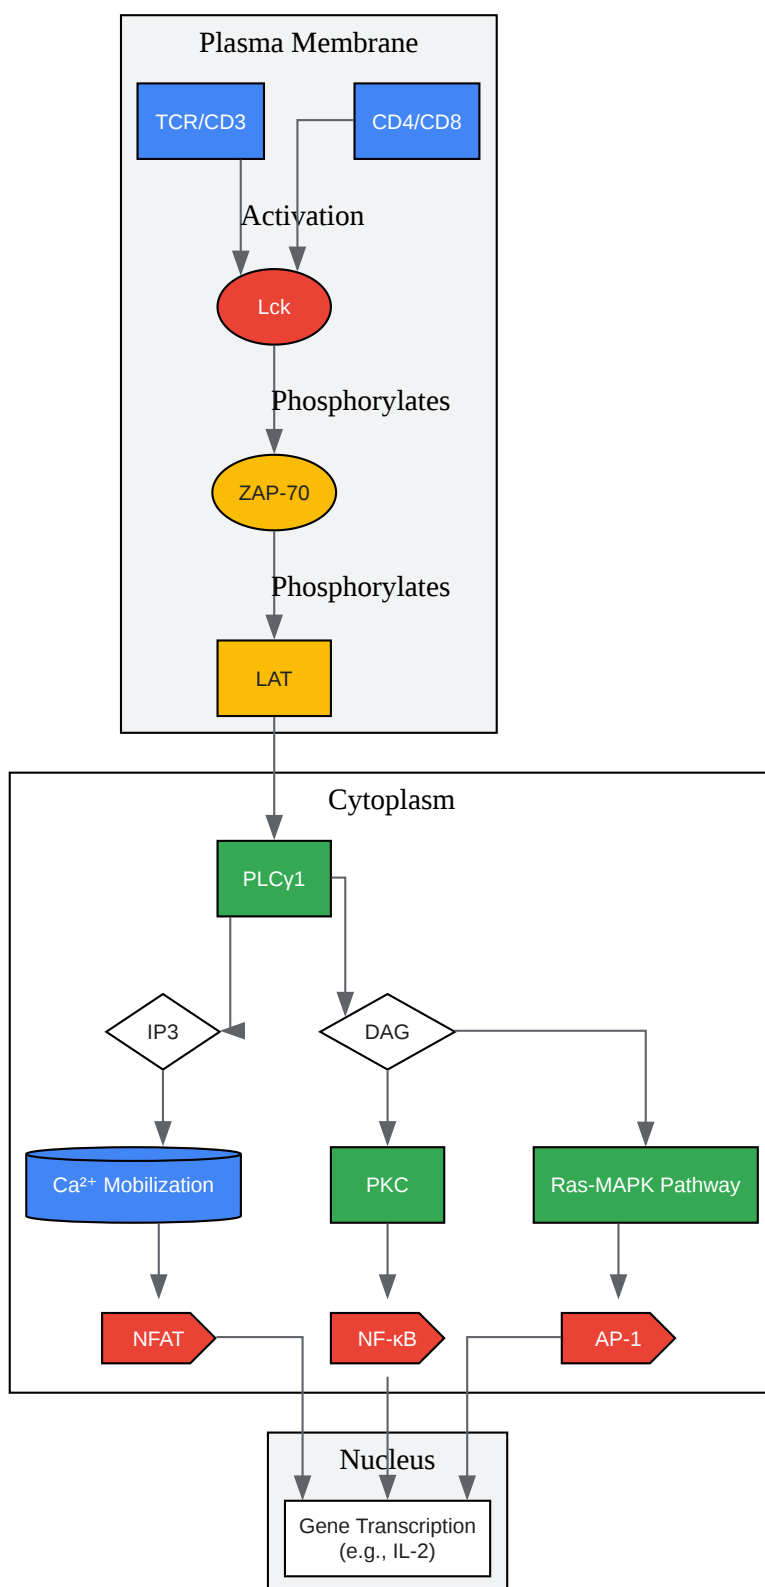 Plasma Membrane
TCR/CD3
CD4/CD8
Activation
Lck
Phosphorylates
ZAP-70
Phosphorylates
LAT
Cytoplasm
PLCγ1
IP3
DAG
Ca²⁺ Mobilization
PKC
Ras-MAPK Pathway
NFAT
NF-κB
AP-1
Nucleus
Gene Transcription
(e.g., IL-2)